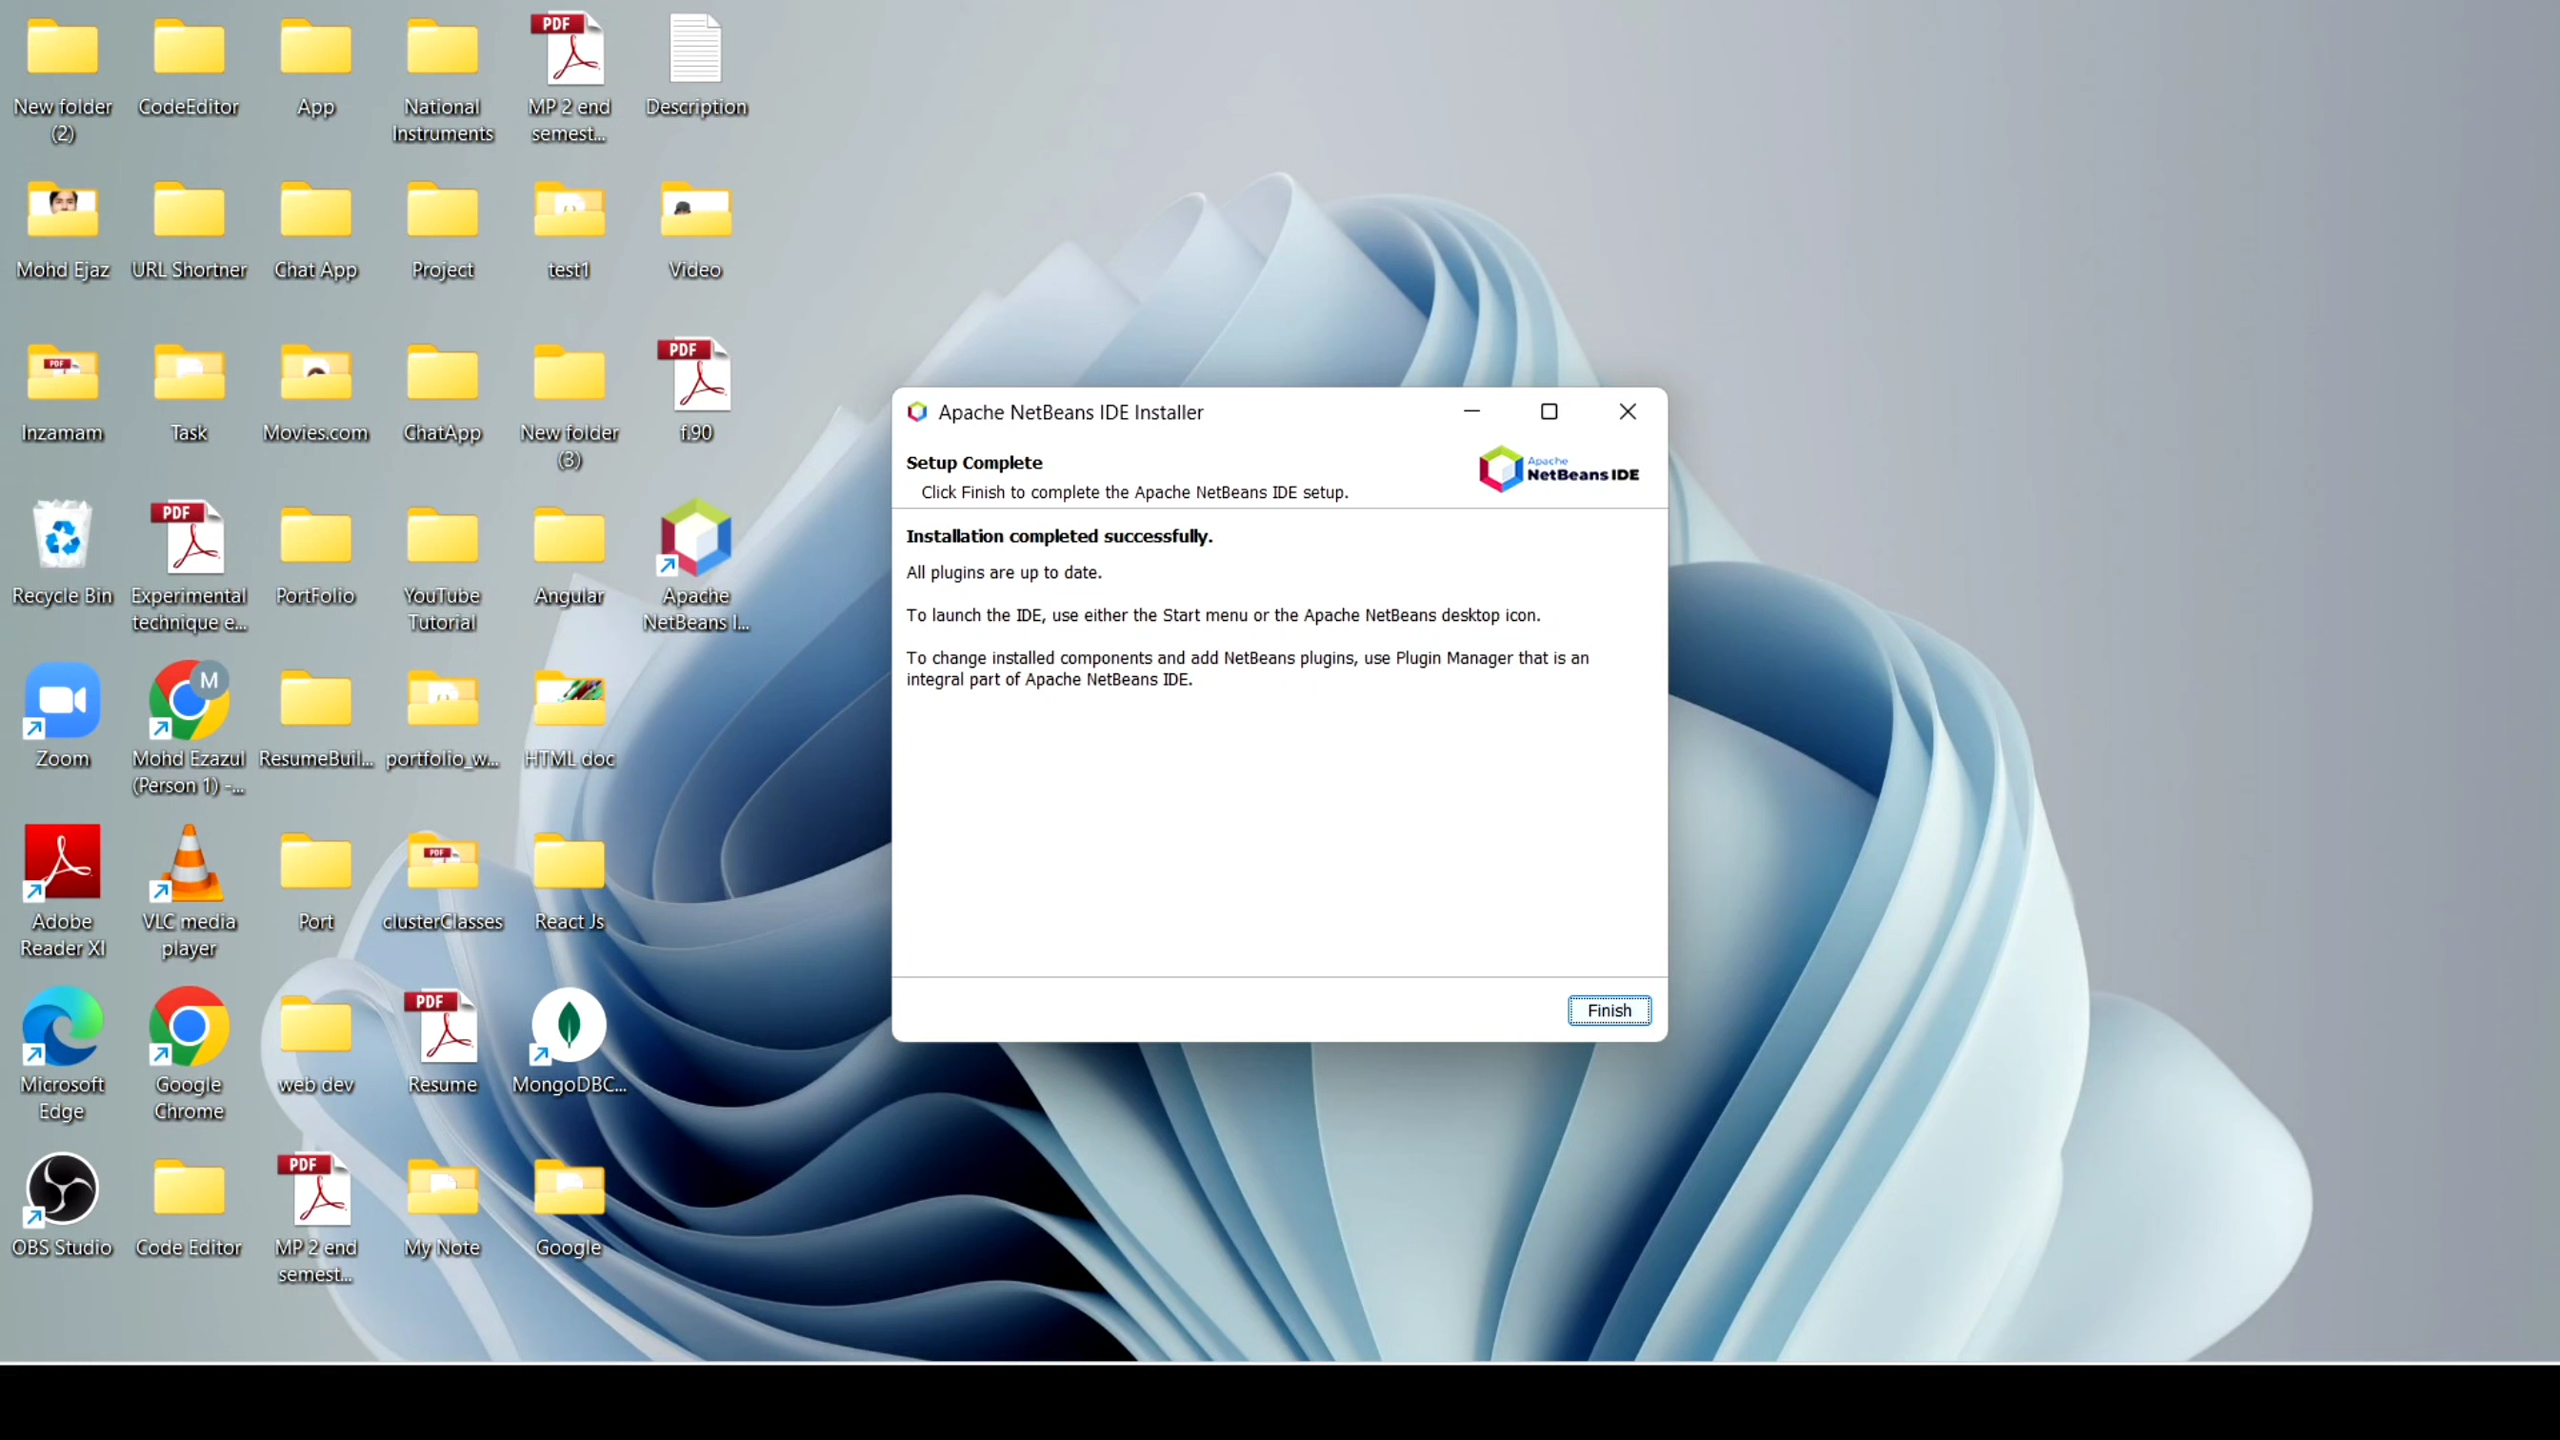 New folder
(2)
CodeEditor
App
National
Instruments
PDF
MP 2 end
semest...
Description
Mohd Ejaz
URL Shortner
Chat App
Project
test1
Video
PDF
Inzamam
Task
Movies.com
ChatApp
New folder
(3)
PDF
f.90
Recycle Bin
PDF
Experimental
technique e...
PortFolio
YouTube
Tutorial
Angular
Apache
NetBeans I...
Zoom
M
Mohd Ezazul
(Person 1) -...
ResumeBuil...
portfolio_w...
HTML doc
Adobe
Reader XI
VLC media
player
Port
PDF
clusterClasses
React Js
Microsoft
Edge
Google
Chrome
web dev
PDF
Resume
MongoDBC...
OBS Studio
Code Editor
PDF
MP 2 end
semest...
My Note
Google
Apache NetBeans IDE Installer
Setup Complete
Click Finish to complete the Apache NetBeans IDE setup.
Apache
NetBeans IDE
Installation completed successfully.
All plugins are up to date.
To launch the IDE, use either the Start menu or the Apache NetBeans desktop icon.
To change installed components and add NetBeans plugins, use Plugin Manager that is an
integral part of Apache NetBeans IDE.
Finish